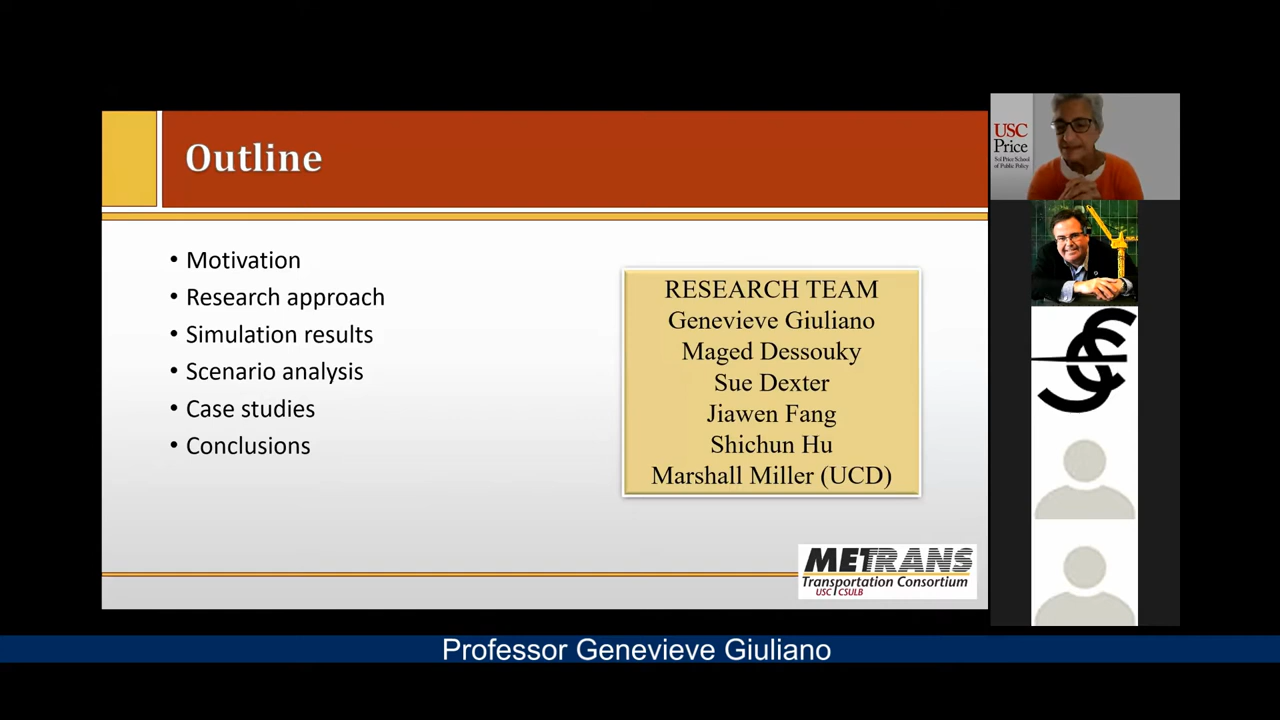 Outline
• Motivation
• Research approach
• Simulation results
• Scenario analysis
• Case studies
• Conclusions
RESEARCH TEAM
Genevieve Giuliano
Maged Dessouky
Sue Dexter
Jiawen Fang
Shichun Hu
Marshall Miller (UCD)
METRANS
Transportation Consortium
USC CSULB
USC
Price
Sol Price School
of Public Policy
Professor Genevieve Giuliano